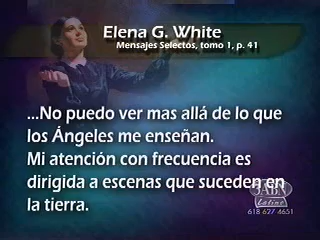 Elena G. White
Mensajes Selectos, tomo 1, p. 41
...No puedo ver mas allá de lo que
los Ángeles me enseñan.
Mi atención con frecuencia es
dirigida a escenas que suceden en
la tierra.
3ABN
Latino
618 627 4651